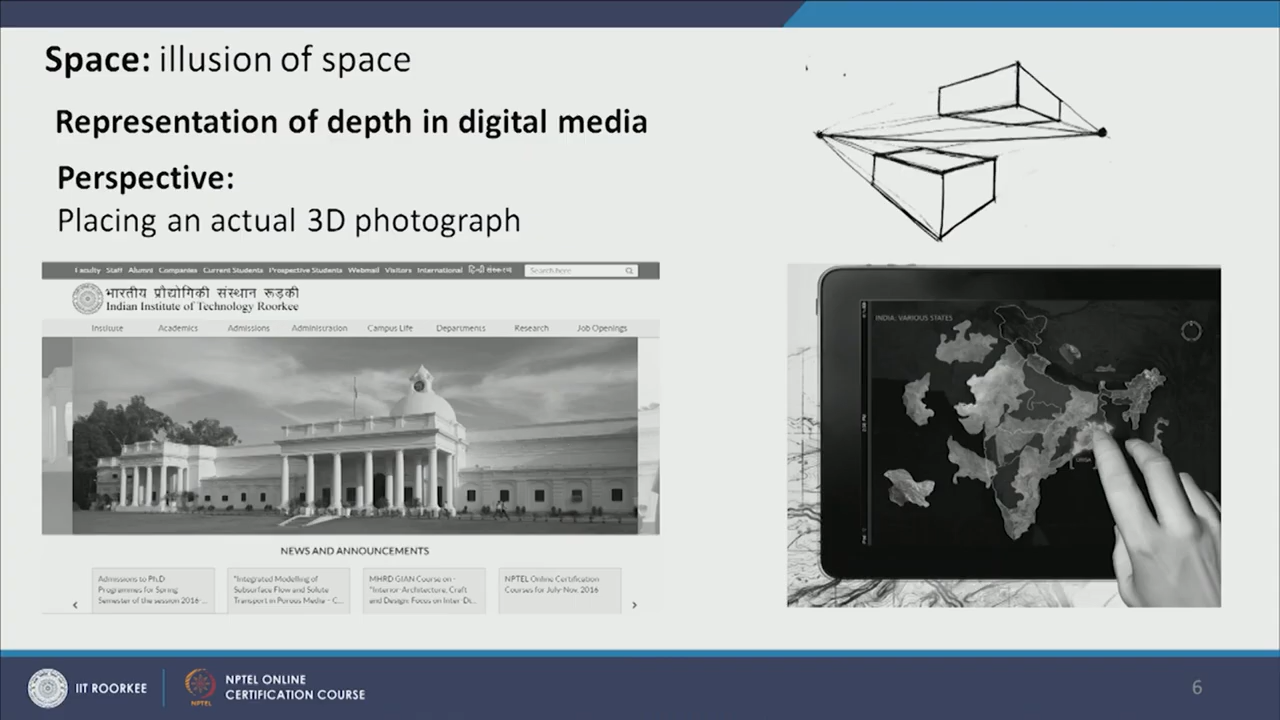 Space: illusion of space
Representation of depth in digital media
Perspective:
Placing an actual 3D photograph
Faculty Staff Alumni Companies Current Students Prospective Students Webmail Visitors International हिन्दी संस्करण Search here
भारतीय प्रौद्योगिकी संस्थान रूड़की
Indian Institute of Technology Roorkee
Institute Academics Admissions Administration Campus Life Departments Research Job Openings
NEWS AND ANNOUNCEMENTS
Admissions to Ph.D
Programmes for Spring
Semester of the session 2016-...
"Integrated Modelling of
Subsurface Flow and Solute
Transport in Porous Media - C...
MHRD GIAN Course on -
"Interior-Architecture, Craft
and Design: Focus on Inter-Di...
NPTEL Online Certification
Courses for July-Nov, 2016
INDIA: VARIOUS STATES
IIT ROORKEE
NPTEL
NPTEL ONLINE
CERTIFICATION COURSE
6